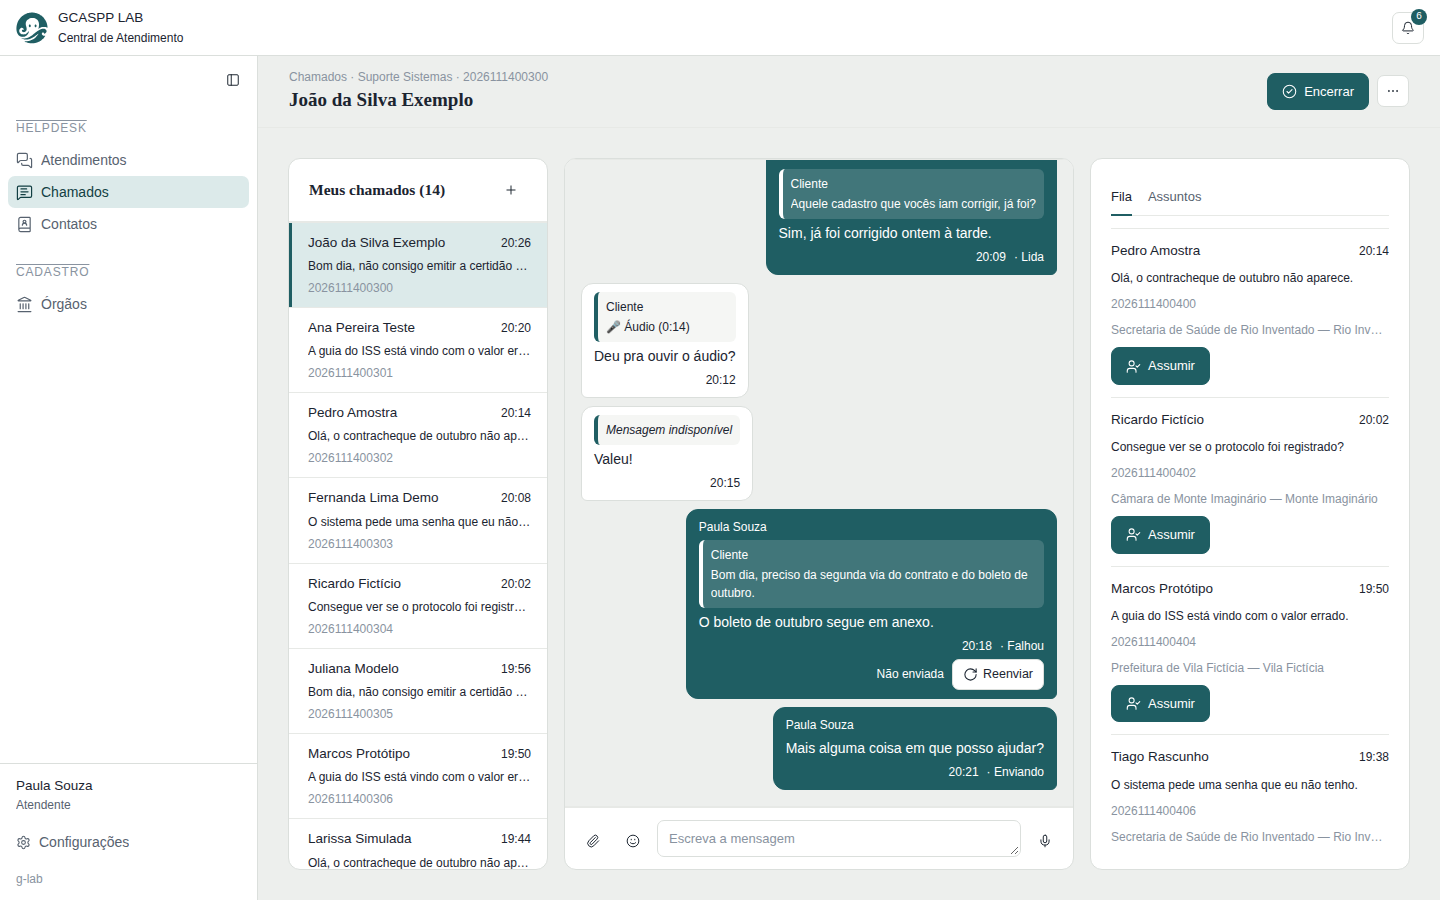 GCASPP LAB
Central de Atendimento
6
HELPDESK
Atendimentos
Chamados
Contatos
CADASTRO
Órgãos
Paula Souza
Atendente
Configurações
g-lab
Chamados · Suporte Sistemas · 2026111400300
João da Silva Exemplo
Encerrar
Meus chamados (14)
João da Silva Exemplo 20:26
Bom dia, não consigo emitir a certidão …
2026111400300
Ana Pereira Teste 20:20
A guia do ISS está vindo com o valor er…
2026111400301
Pedro Amostra 20:14
Olá, o contracheque de outubro não ap…
2026111400302
Fernanda Lima Demo 20:08
O sistema pede uma senha que eu não…
2026111400303
Ricardo Fictício 20:02
Consegue ver se o protocolo foi registr…
2026111400304
Juliana Modelo 19:56
Bom dia, não consigo emitir a certidão …
2026111400305
Marcos Protótipo 19:50
A guia do ISS está vindo com o valor er…
2026111400306
Larissa Simulada 19:44
Olá, o contracheque de outubro não ap…
Cliente
Aquele cadastro que vocês iam corrigir, já foi?
Sim, já foi corrigido ontem à tarde.
20:09 · Lida
Cliente
🎤 Áudio (0:14)
Deu pra ouvir o áudio?
20:12
Mensagem indisponível
Valeu!
20:15
Paula Souza
Cliente
Bom dia, preciso da segunda via do contrato e do boleto de
outubro.
O boleto de outubro segue em anexo.
20:18 · Falhou
Não enviada Reenviar
Paula Souza
Mais alguma coisa em que posso ajudar?
20:21 · Enviando
Escreva a mensagem
Fila Assuntos
Pedro Amostra 20:14
Olá, o contracheque de outubro não aparece.
2026111400400
Secretaria de Saúde de Rio Inventado — Rio Inv…
Assumir
Ricardo Fictício 20:02
Consegue ver se o protocolo foi registrado?
2026111400402
Câmara de Monte Imaginário — Monte Imaginário
Assumir
Marcos Protótipo 19:50
A guia do ISS está vindo com o valor errado.
2026111400404
Prefeitura de Vila Fictícia — Vila Fictícia
Assumir
Tiago Rascunho 19:38
O sistema pede uma senha que eu não tenho.
2026111400406
Secretaria de Saúde de Rio Inventado — Rio Inv…